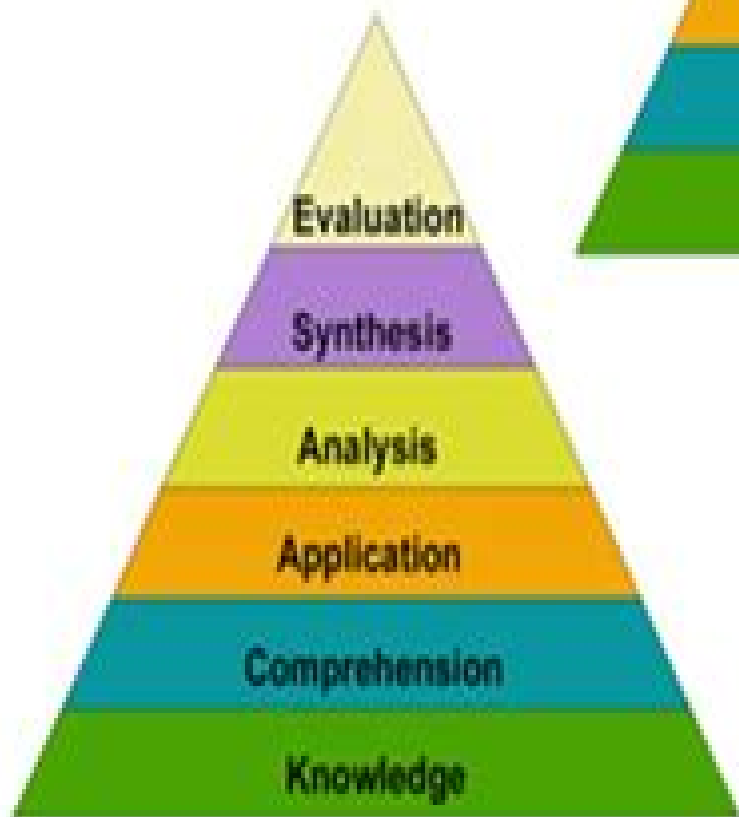 Evaluation
Synthesis
Analysis
Application
Comprehension
Knowledge